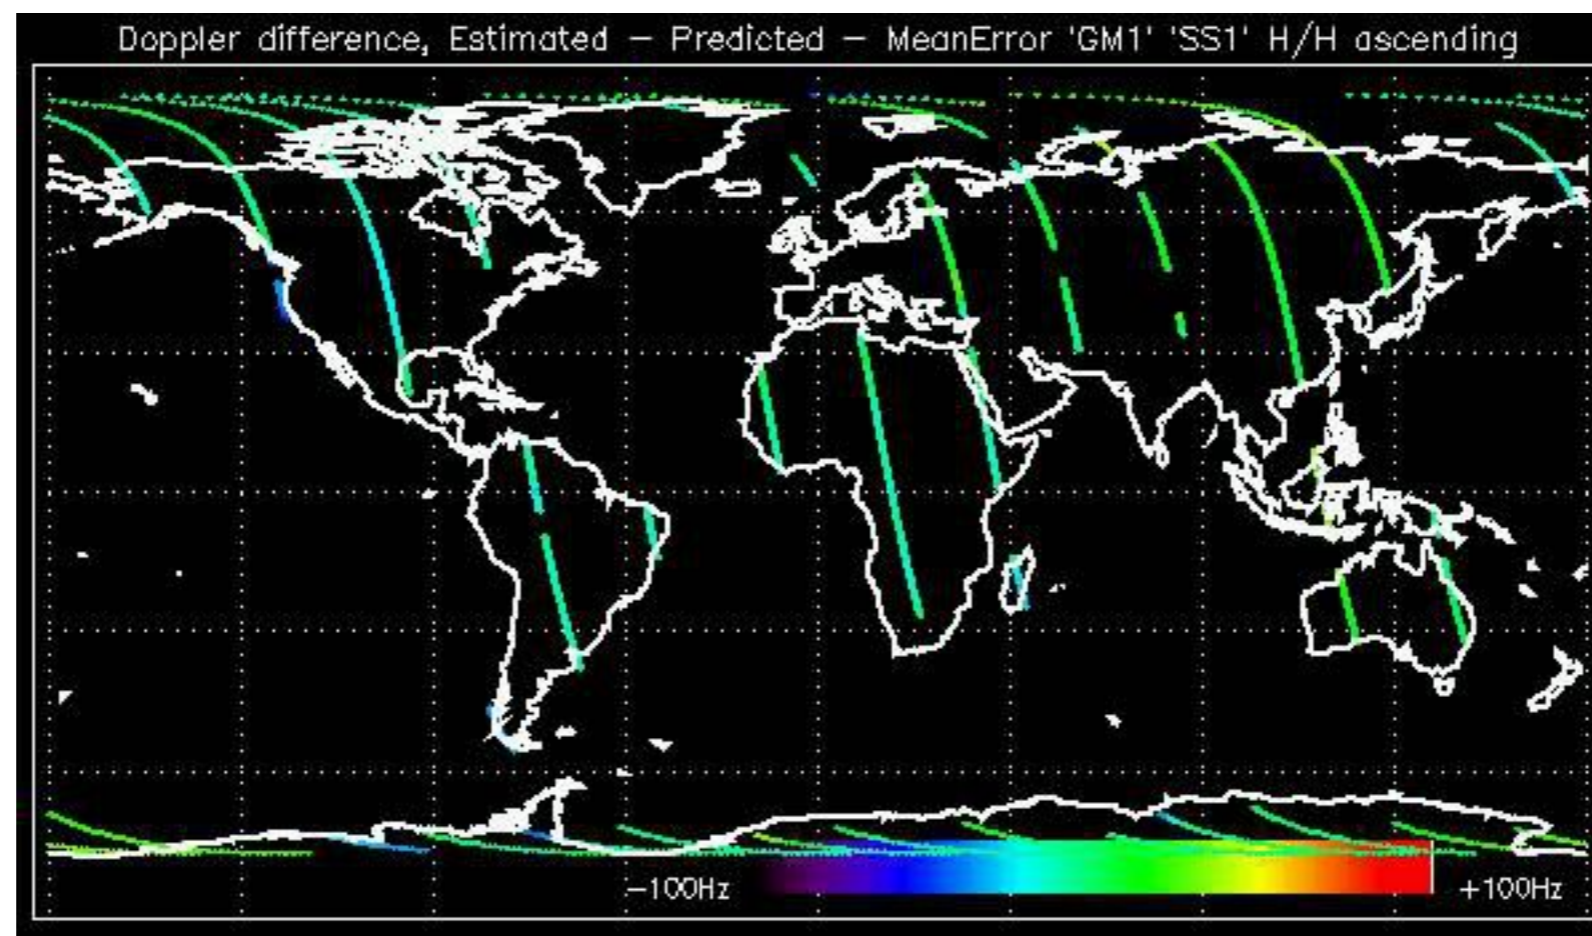 Doppler difference, Estimated – Predicted – MeanError 'GM1' 'SS1' H/H ascending
−100Hz
+100Hz